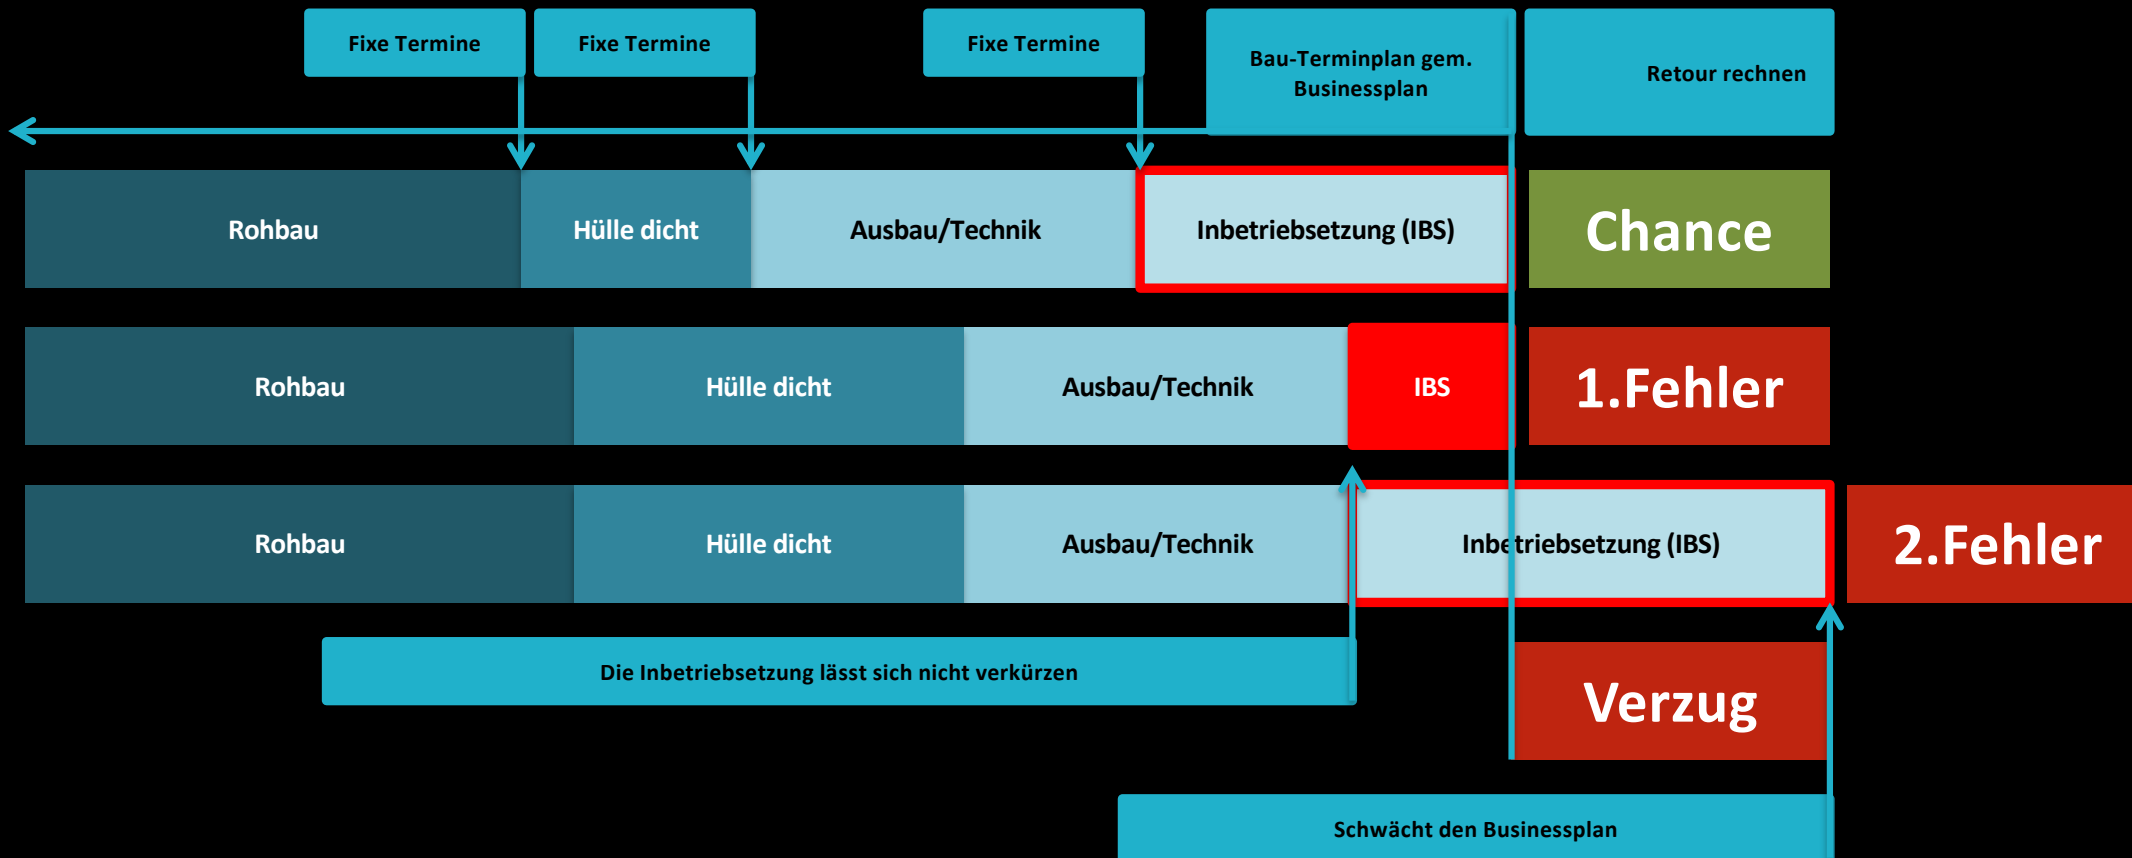 Fixe Termine
Fixe Termine
Fixe Termine
Bau-Terminplan gem.
Businessplan
Retour rechnen
Rohbau
Hülle dicht
Ausbau/Technik
Inbetriebsetzung (IBS)
Chance
Rohbau
Hülle dicht
Ausbau/Technik
IBS
1.Fehler
Rohbau
Hülle dicht
Ausbau/Technik
Inbetriebsetzung (IBS)
2.Fehler
Die Inbetriebsetzung lässt sich nicht verkürzen
Verzug
Schwächt den Businessplan